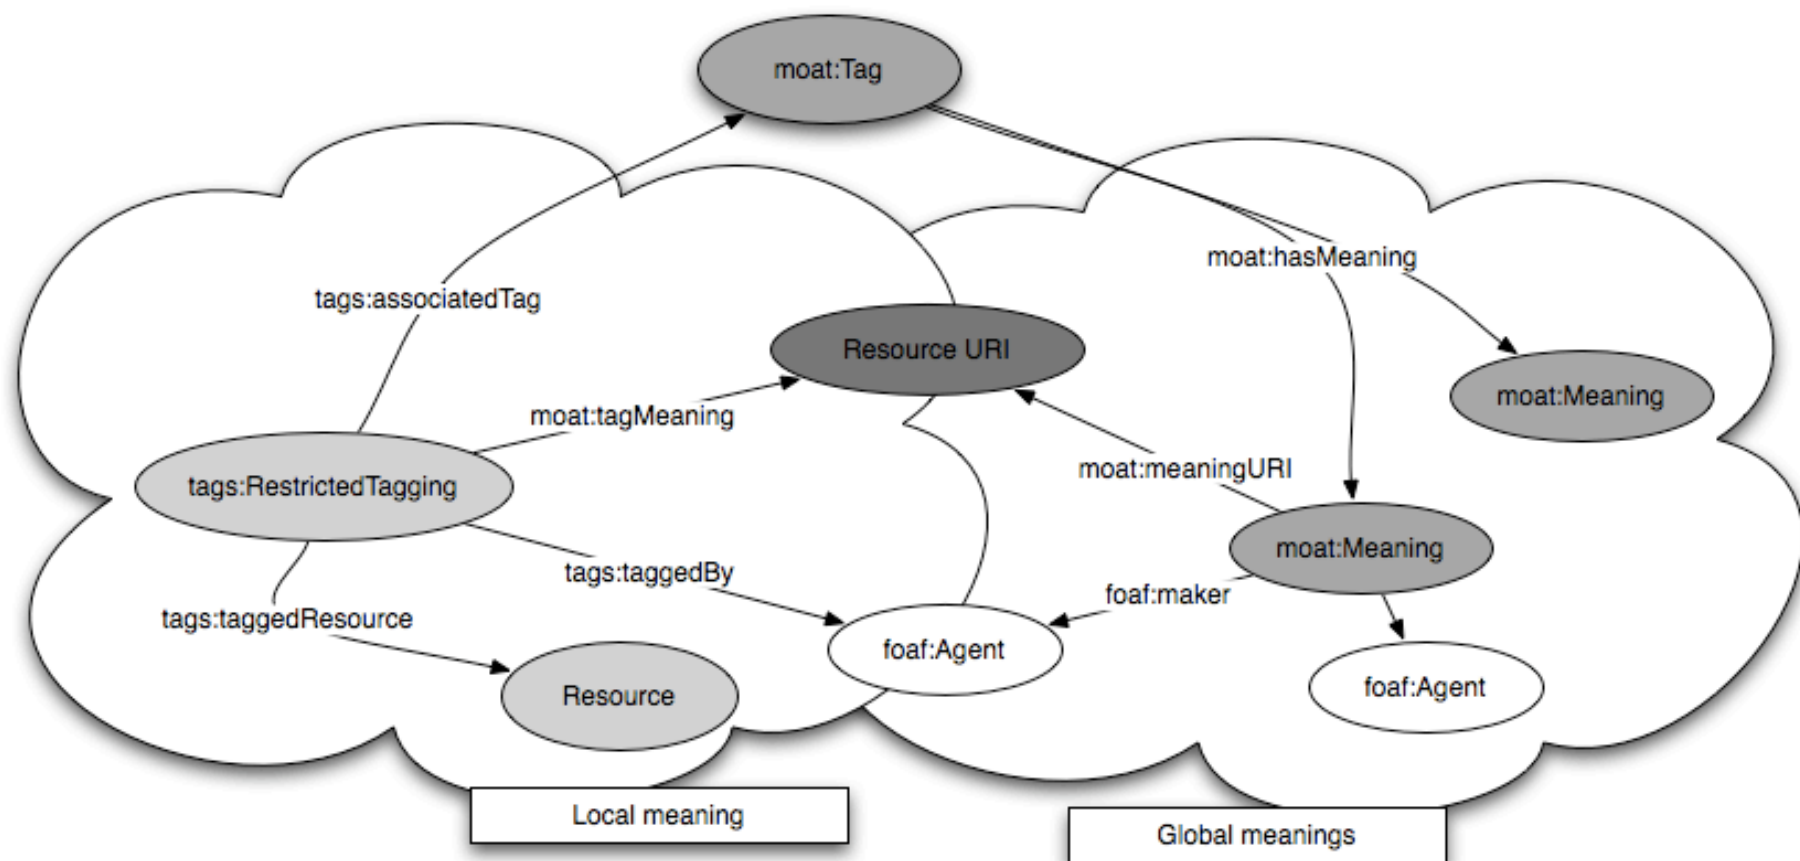 moat:Tag
moat:hasMeaning
tags:associatedTag
Resource URI
moat:Meaning
moat:tagMeaning
moat:meaningURI
tags:RestrictedTagging
moat:Meaning
tags:taggedBy
foaf:maker
tags:taggedResource
foaf:Agent
foaf:Agent
Resource
Local meaning
Global meanings